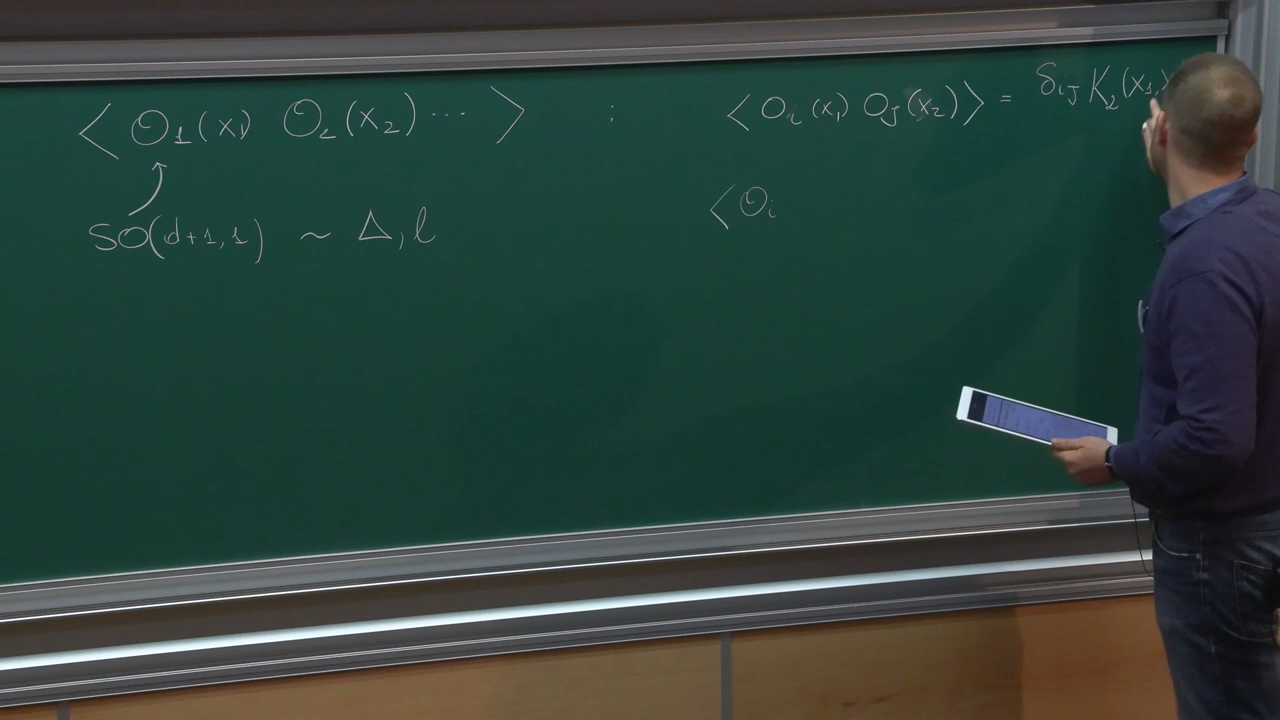 ⟨ O₁(x₁) O₂(x₂) ⋯ ⟩ ; ⟨ Oᵢ(x₁) Oⱼ(x₂) ⟩ = δᵢⱼ K₂(x₁,
SO(d+1,1) ~ Δ, ℓ
⟨ Oᵢ